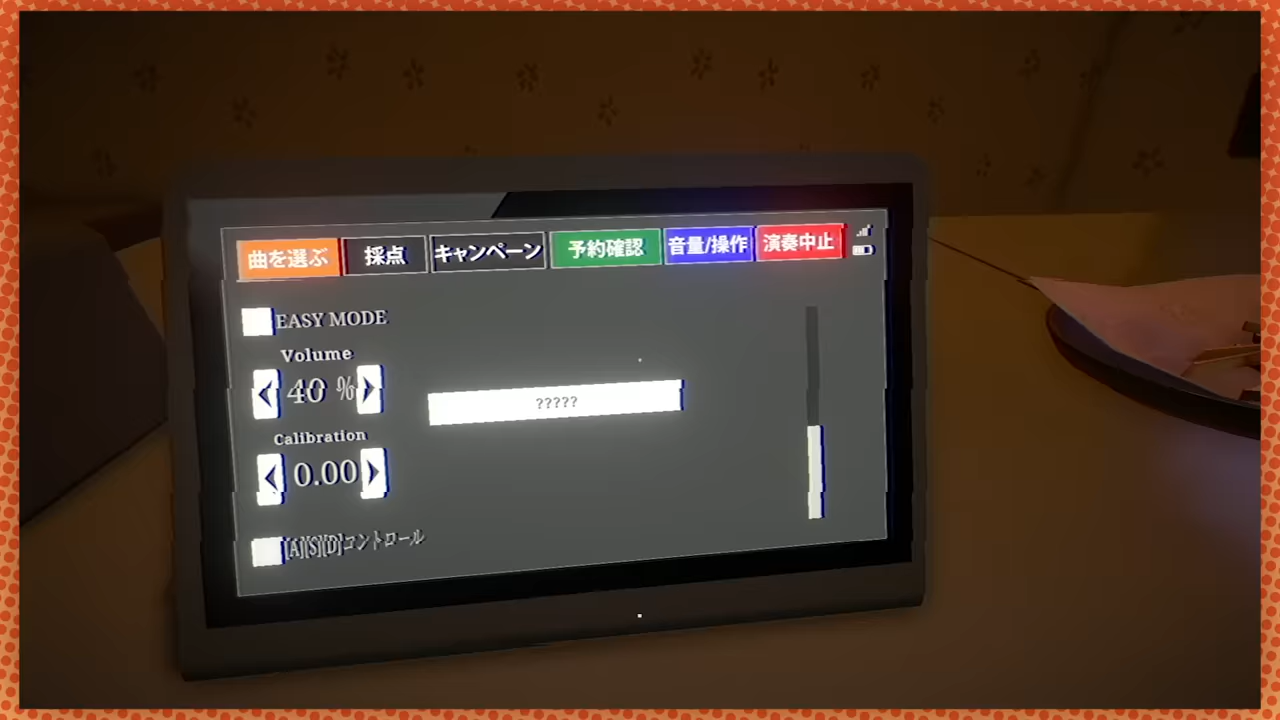 曲を選ぶ 採点 キャンペーン 予約確認 音量/操作 演奏中止
EASY MODE
Volume
40 %
?????
Calibration
0.00
[A][S][D]コントロール